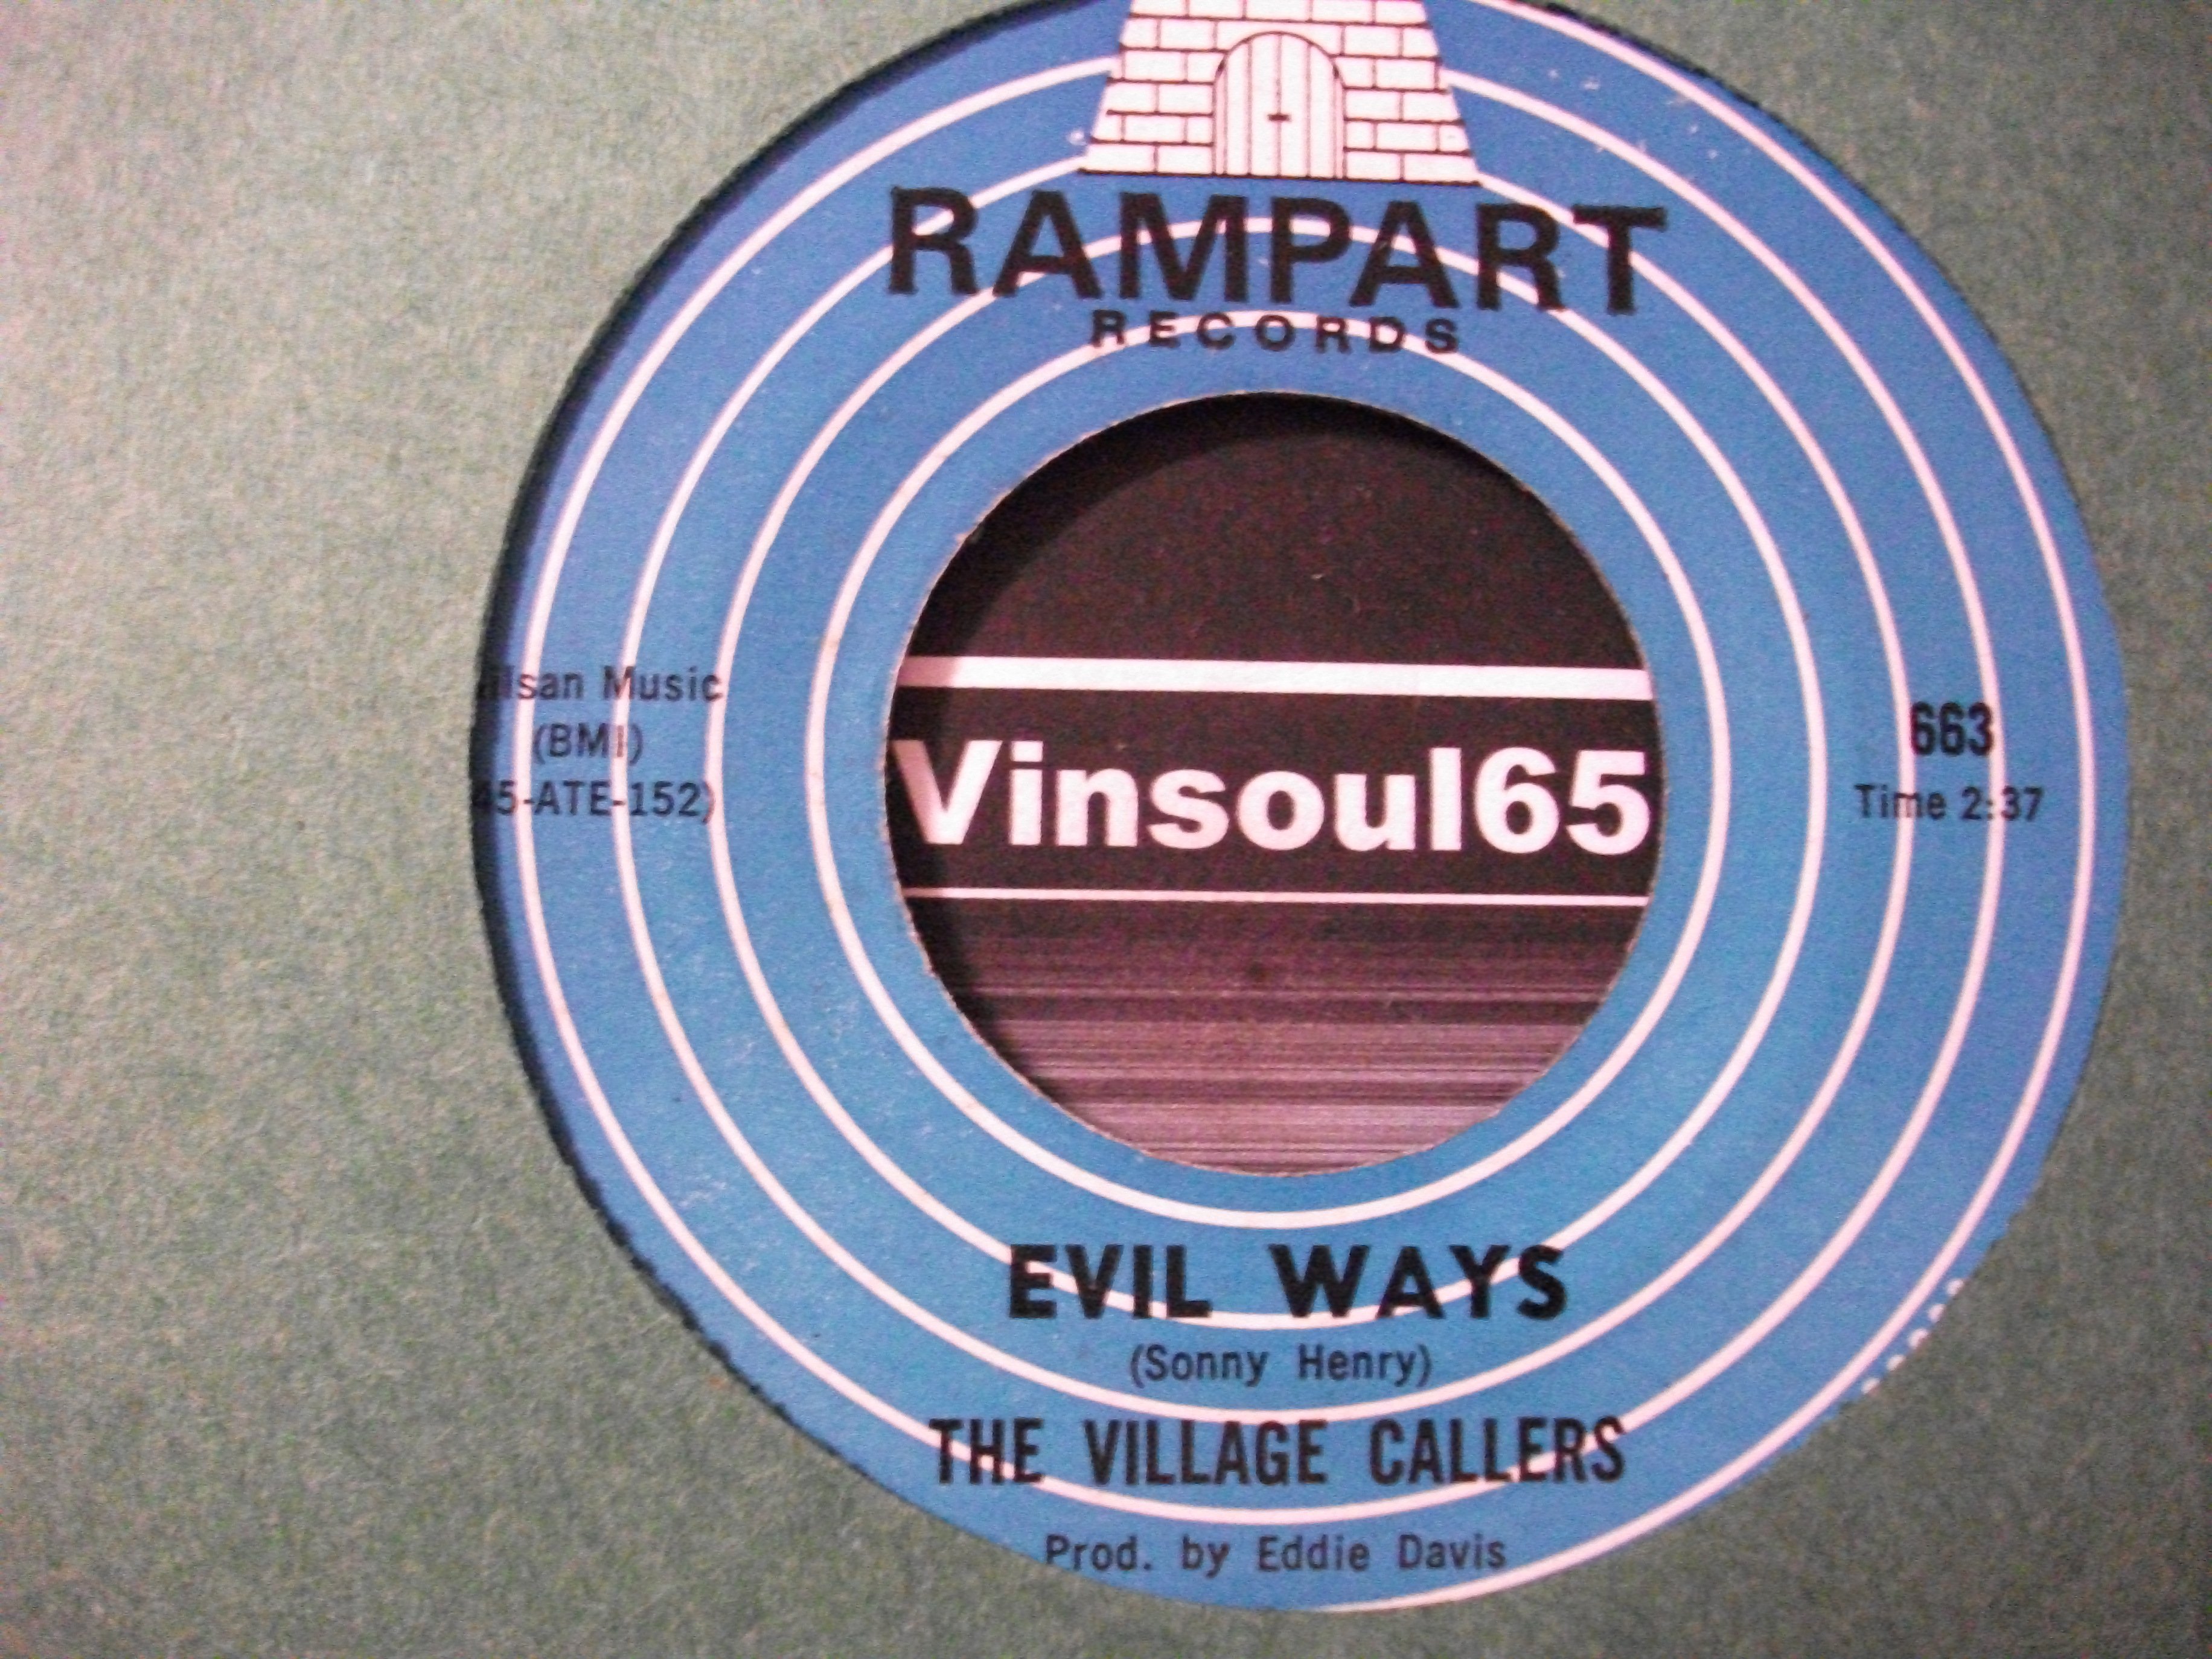 RAMPART
RECORDS
Music
(BMI)
45-ATE-152)
Vinsoul65
663
Time 2:37
EVIL WAYS
(Sonny Henry)
THE VILLAGE CALLERS
Prod. by Eddie Davis